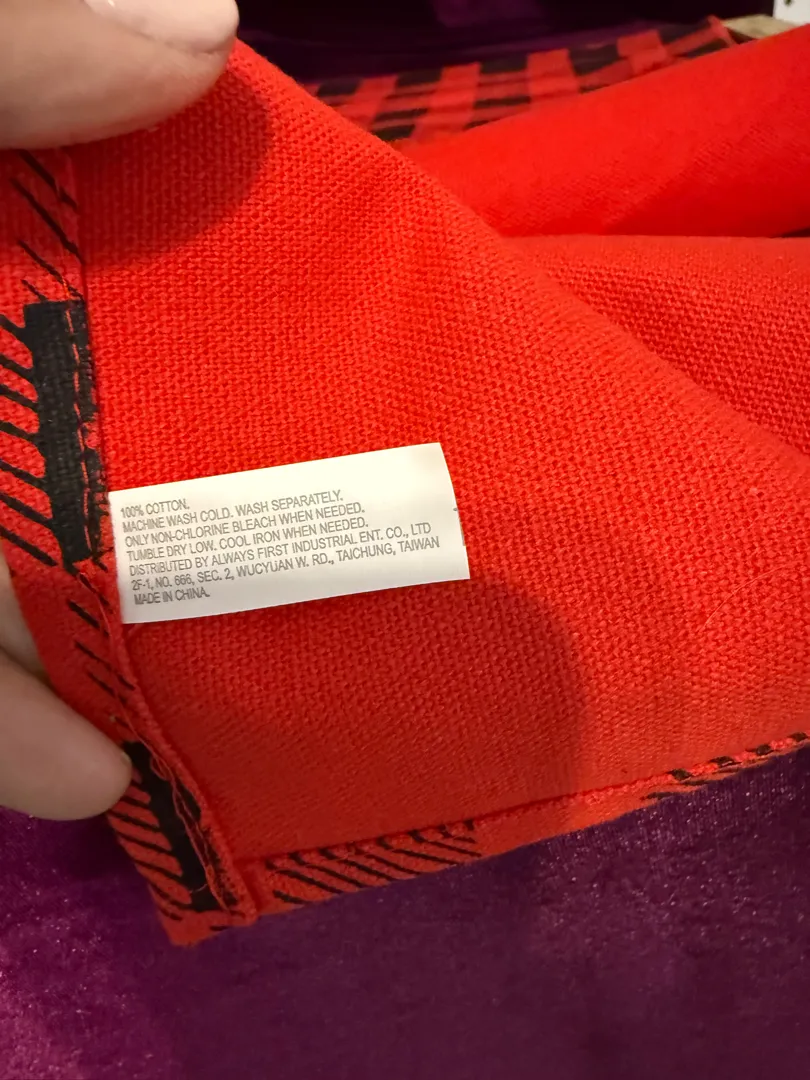 100% COTTON.
MACHINE WASH COLD. WASH SEPARATELY.
ONLY NON-CHLORINE BLEACH WHEN NEEDED.
TUMBLE DRY LOW. COOL IRON WHEN NEEDED.
DISTRIBUTED BY ALWAYS FIRST INDUSTRIAL ENT. CO., LTD
2F-1, NO. 666, SEC. 2, WUCYUAN W. RD., TAICHUNG, TAIWAN
MADE IN CHINA.